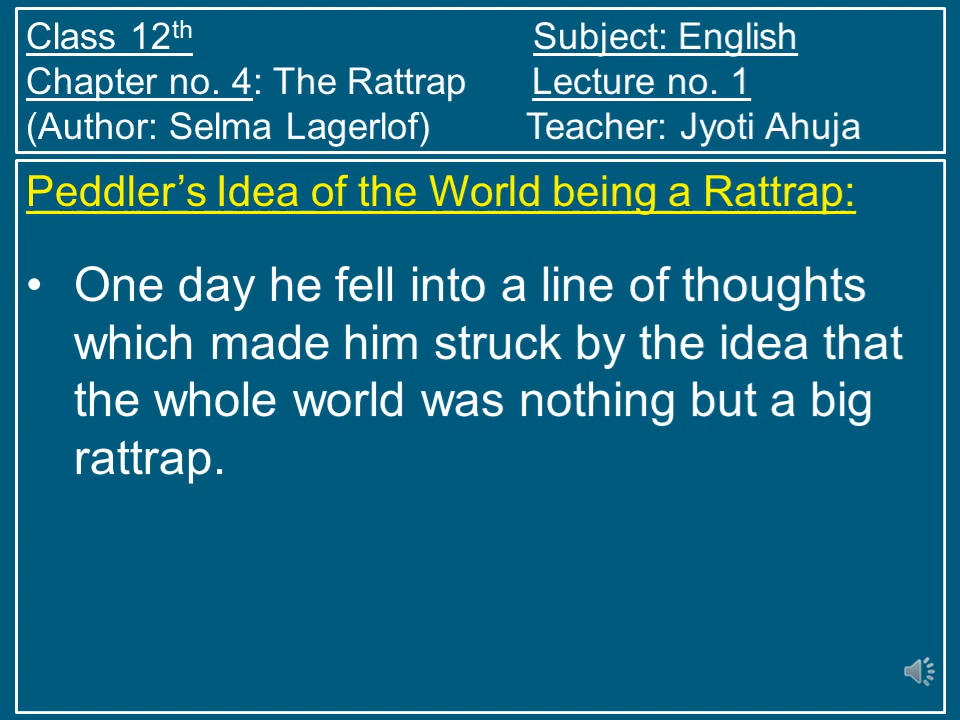 Class 12th Subject: English
Chapter no. 4: The Rattrap Lecture no. 1
(Author: Selma Lagerlof) Teacher: Jyoti Ahuja
Peddler’s Idea of the World being a Rattrap:
• One day he fell into a line of thoughts
which made him struck by the idea that
the whole world was nothing but a big
rattrap.